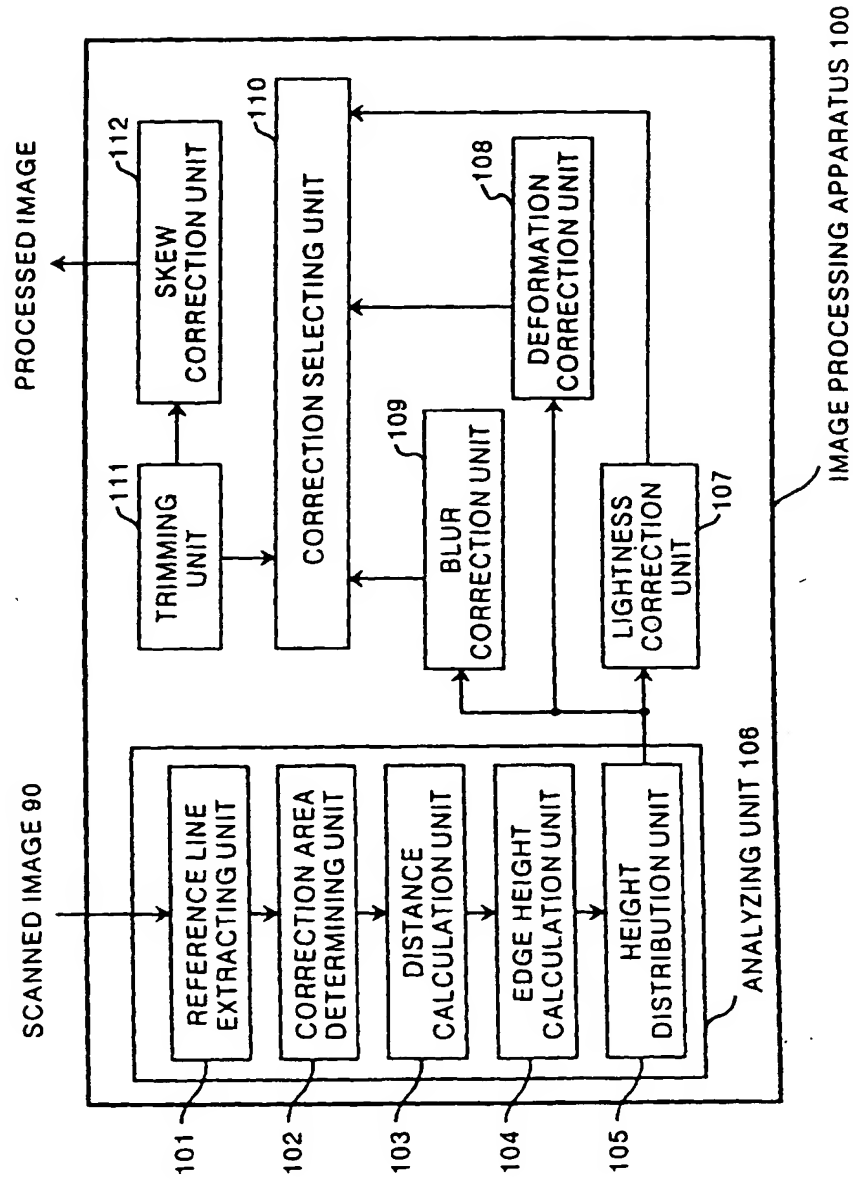 SCANNED IMAGE 90
PROCESSED IMAGE
101
REFERENCE LINE
EXTRACTING UNIT
102
CORRECTION AREA
DETERMINING UNIT
103
DISTANCE
CALCULATION UNIT
104
EDGE HEIGHT
CALCULATION UNIT
105
HEIGHT
DISTRIBUTION UNIT
ANALYZING UNIT 106
111
TRIMMING
UNIT
112
SKEW
CORRECTION UNIT
110
CORRECTION SELECTING UNIT
109
BLUR
CORRECTION UNIT
108
DEFORMATION
CORRECTION UNIT
LIGHTNESS
CORRECTION
UNIT
107
IMAGE PROCESSING APPARATUS 100